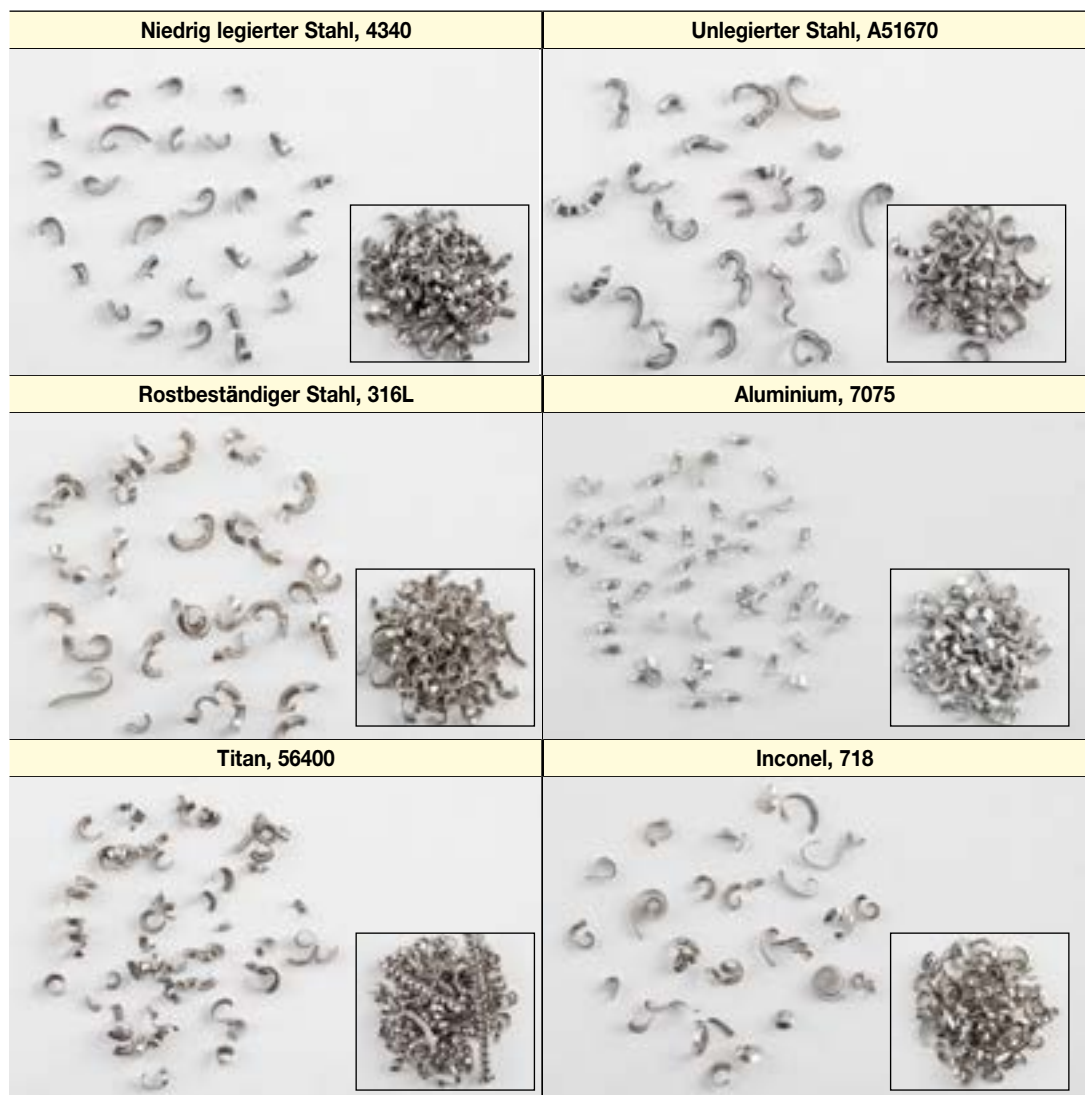 Niedrig legierter Stahl, 4340
Unlegierter Stahl, A51670
Rostbeständiger Stahl, 316L
Aluminium, 7075
Titan, 56400
Inconel, 718